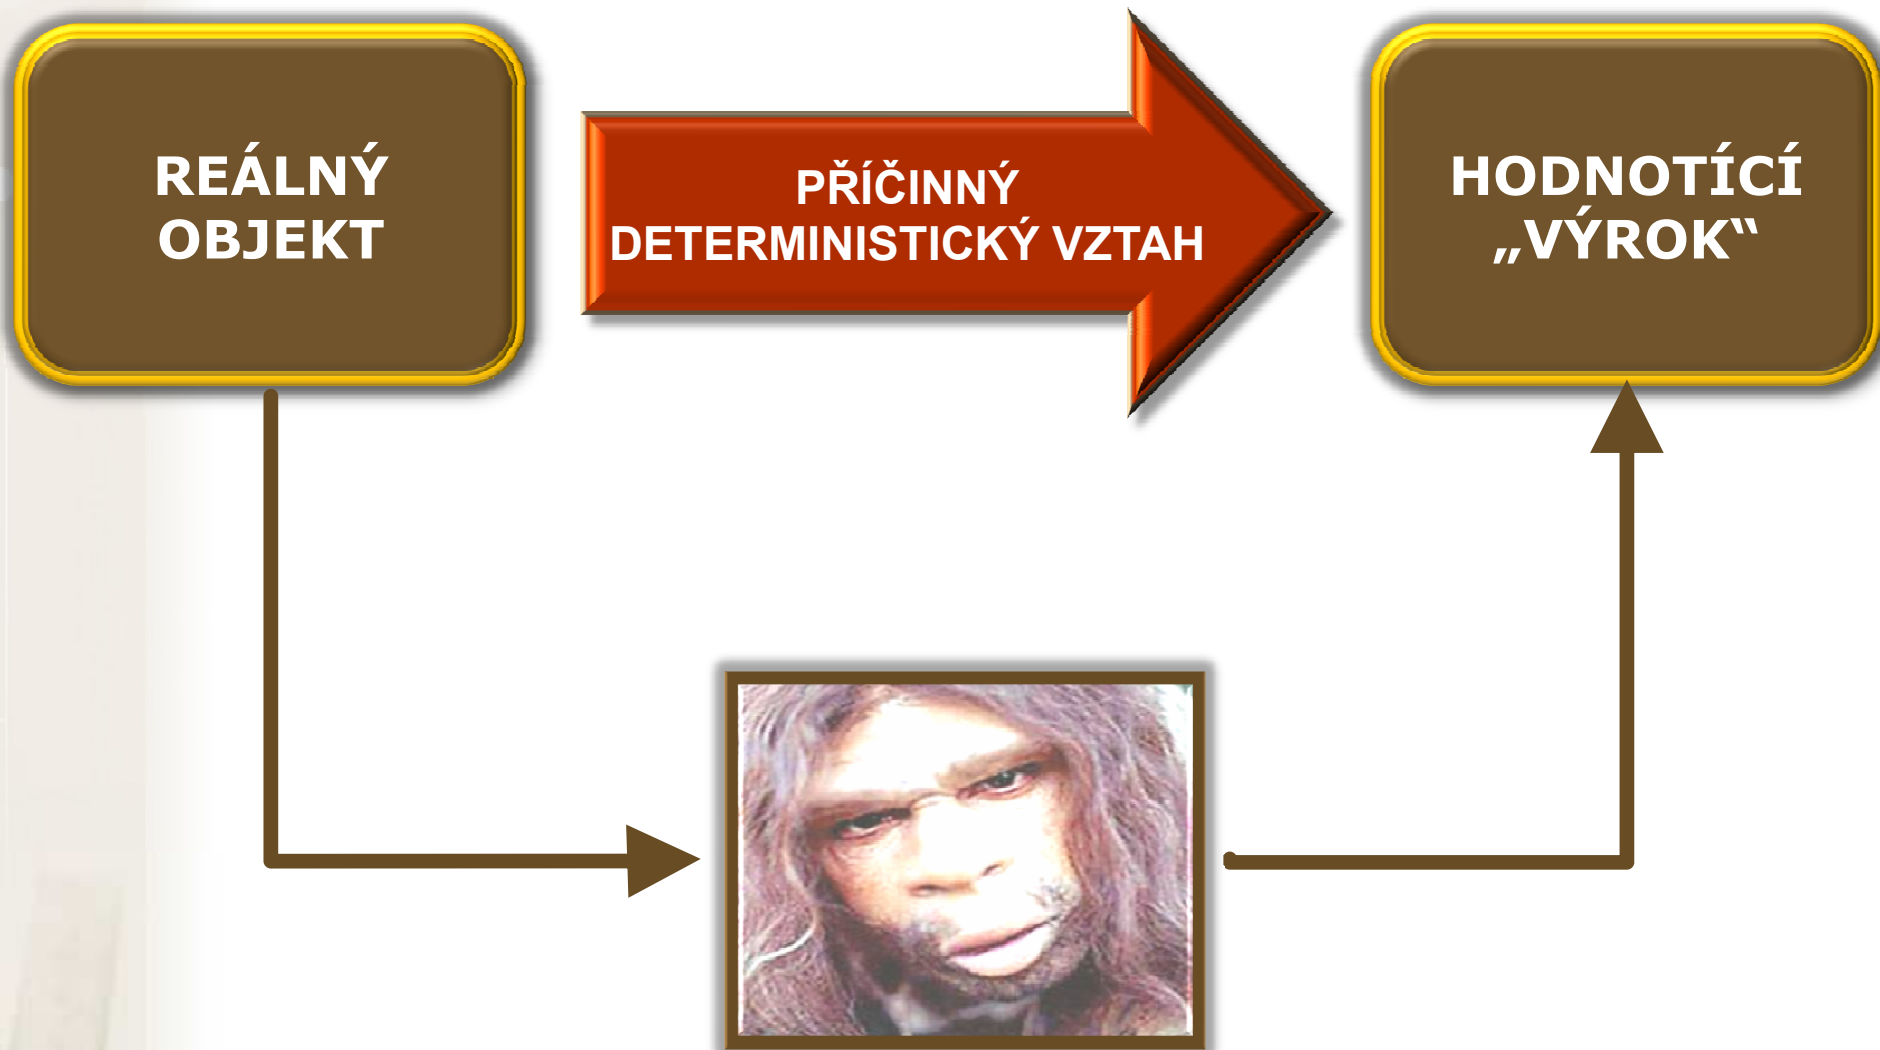 REÁLNÝ
OBJEKT
PŘÍČINNÝ
DETERMINISTICKÝ VZTAH
HODNOTÍCÍ
„VÝROK“